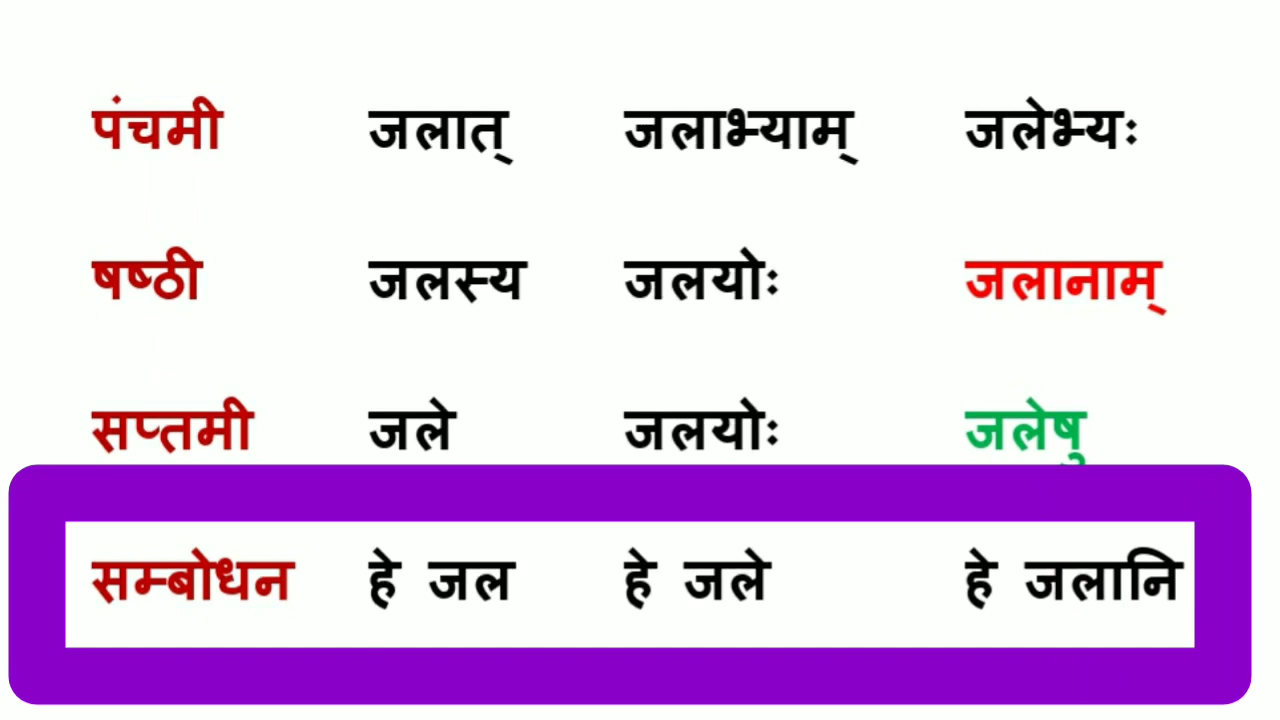 पंचमी जलात् जलाभ्याम् जलेभ्यः
षष्ठी जलस्य जलयोः जलानाम्
सप्तमी जले जलयोः जलेषु
सम्बोधन हे जल हे जले हे जलानि